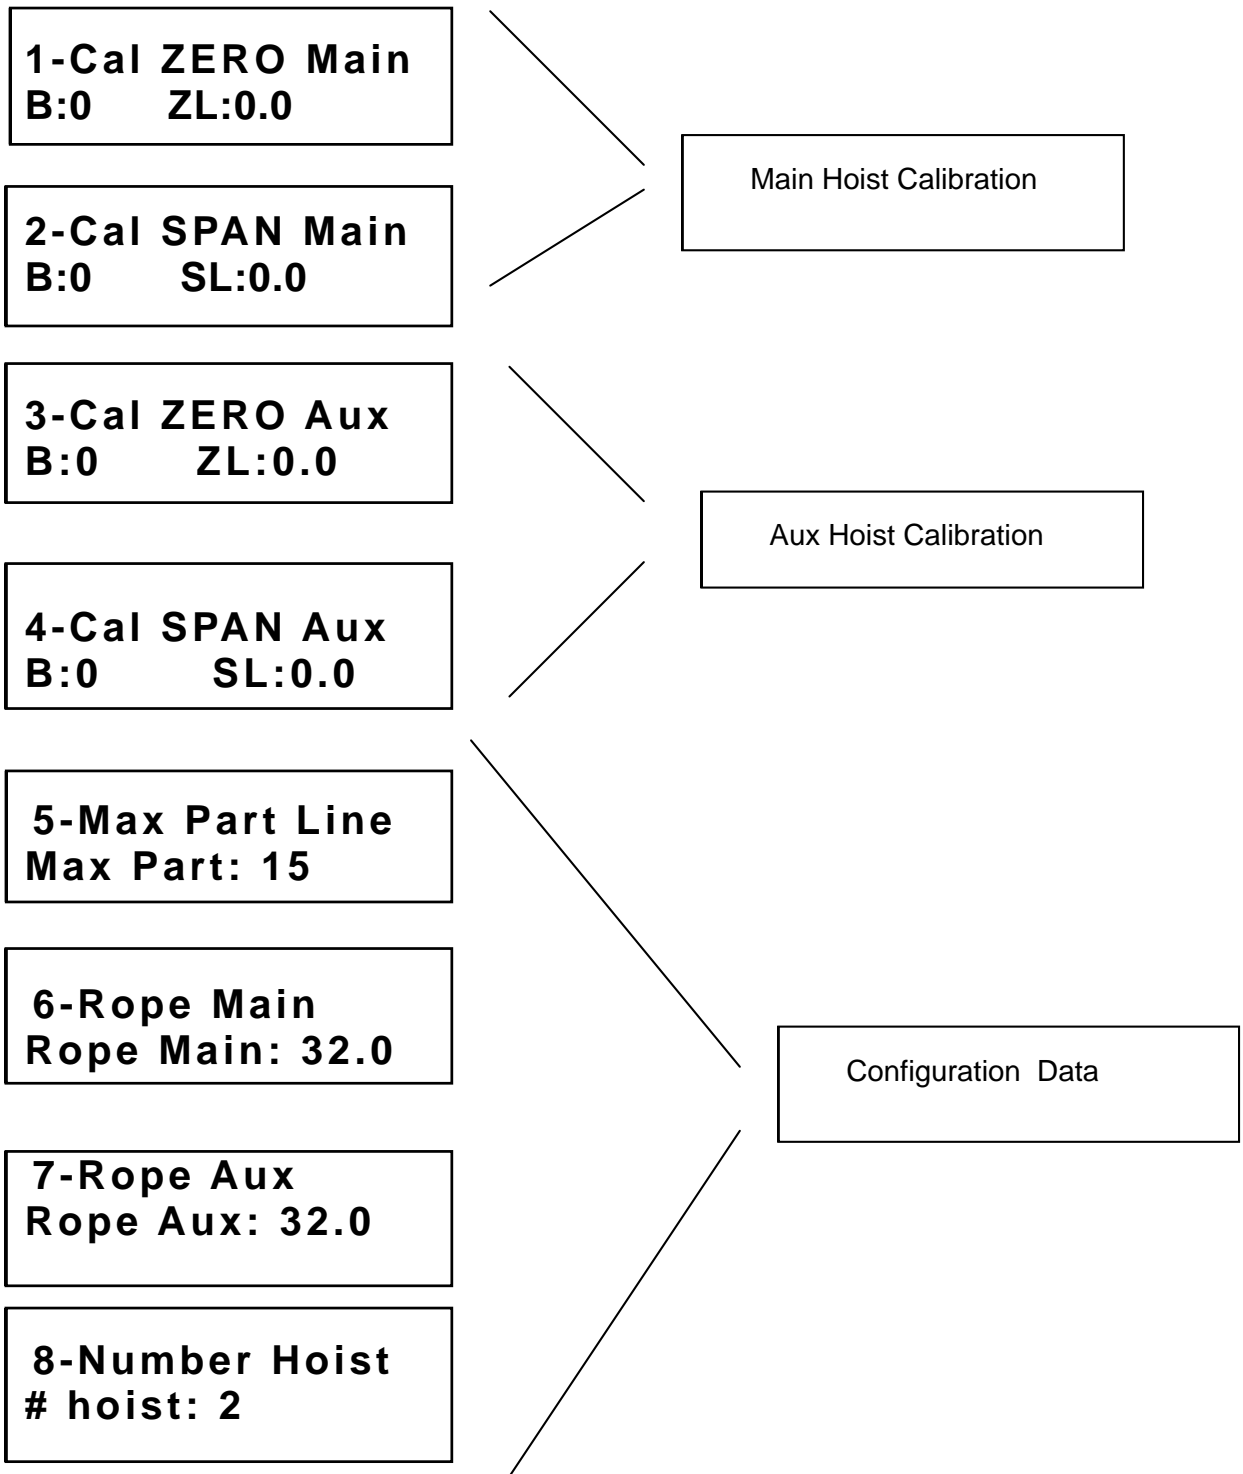 1-Cal ZERO Main
B:0 ZL:0.0
Main Hoist Calibration
2-Cal SPAN Main
B:0 SL:0.0
3-Cal ZERO Aux
B:0 ZL:0.0
Aux Hoist Calibration
4-Cal SPAN Aux
B:0 SL:0.0
5-Max Part Line
Max Part: 15
6-Rope Main
Rope Main: 32.0
Configuration Data
7-Rope Aux
Rope Aux: 32.0
8-Number Hoist
# hoist: 2